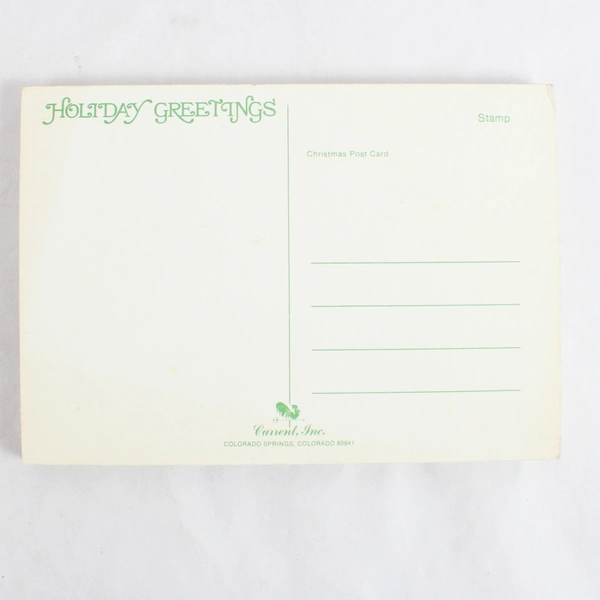 HOLIDAY GREETINGS
Stamp
Christmas Post Card
Current, Inc.
COLORADO SPRINGS, COLORADO 80941